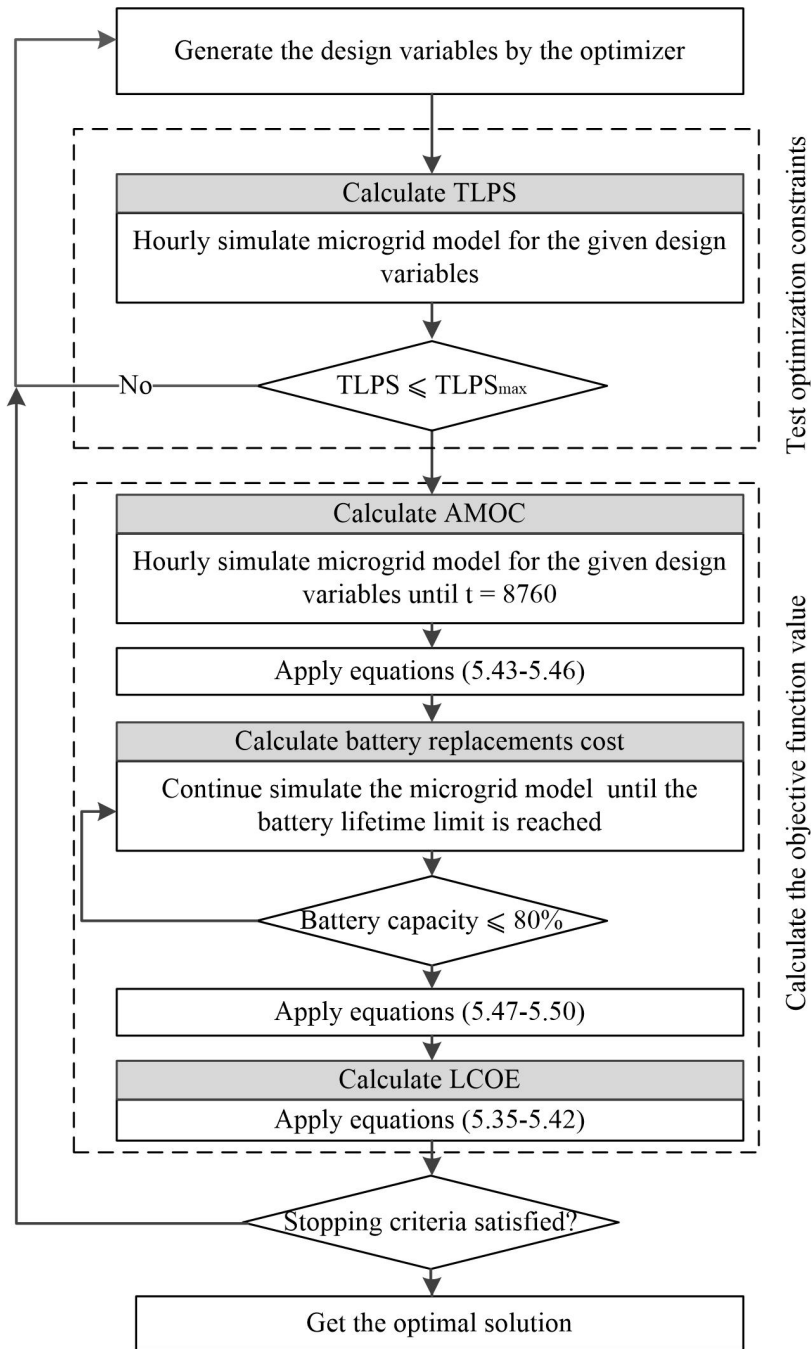 Generate the design variables by the optimizer
Calculate TLPS
Hourly simulate microgrid model for the given design
variables
No
TLPS ⩽ TLPSmax
Test optimization constraints
Calculate AMOC
Hourly simulate microgrid model for the given design
variables until t = 8760
Apply equations (5.43-5.46)
Calculate battery replacements cost
Continue simulate the microgrid model until the
battery lifetime limit is reached
Battery capacity ⩽ 80%
Apply equations (5.47-5.50)
Calculate LCOE
Apply equations (5.35-5.42)
Calculate the objective function value
Stopping criteria satisfied?
Get the optimal solution